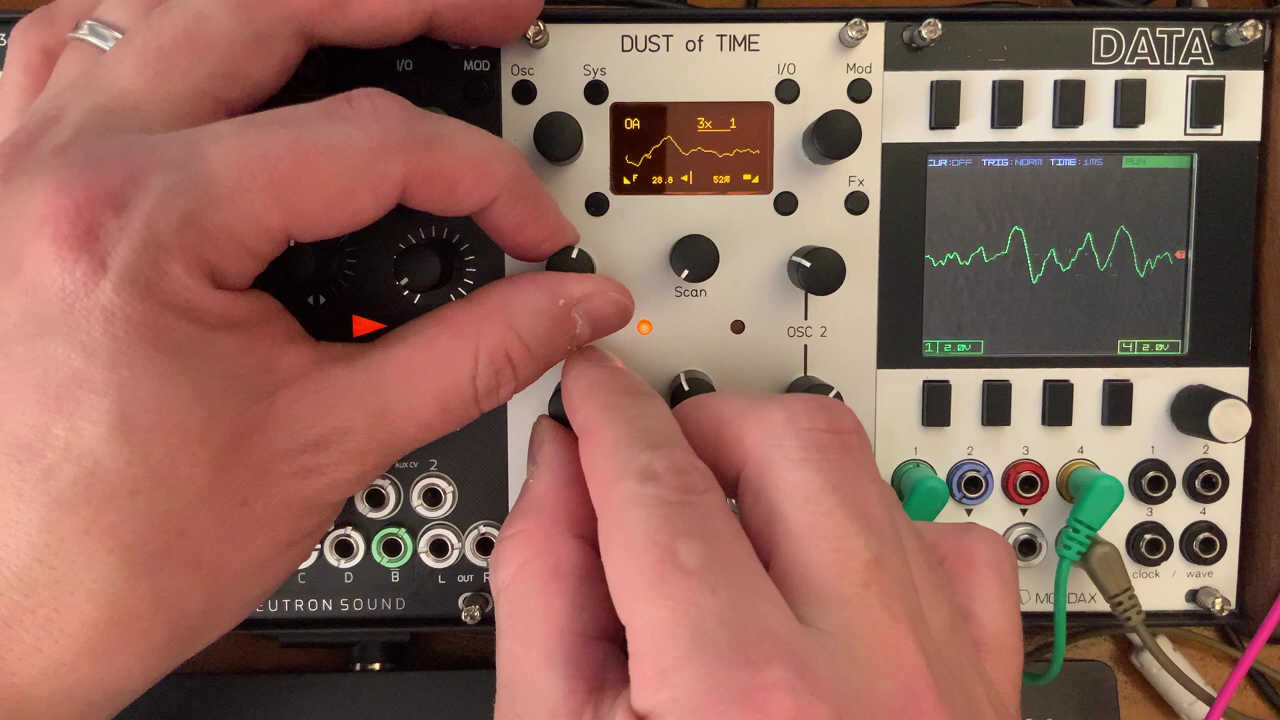 3
I/O
MOD
DUST of TIME
Osc
Sys
I/O
Mod
OA 3x 1
F 28.8 52%
Fx
Scan
OSC 2
DATA
CUR:OFF TRIG:NORM TIME:1MS RUN
1 2.0V 4 2.0V
1 2 3 4 1 2
3 4
clock / wave
AUX CV 2
C D B L OUT R
EUTRON SOUND